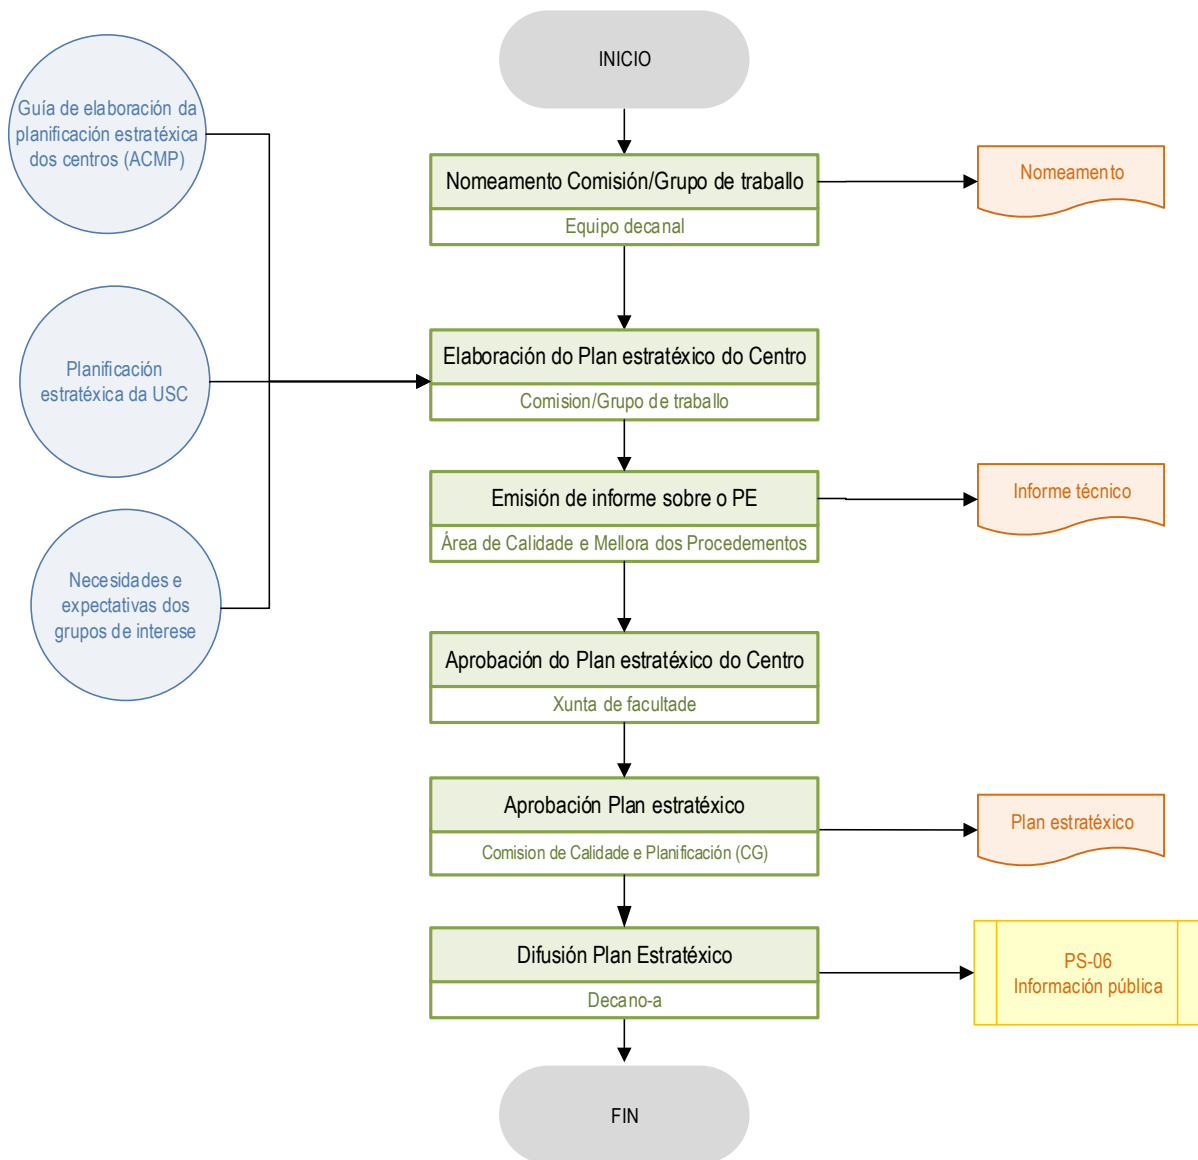 INICIO
Guía de elaboración da
planificación estratéxica
dos centros (ACMP)
Nomeamento Comisión/Grupo de traballo
Equipo decanal
Nomeamento
Planificación
estratéxica da USC
Elaboración do Plan estratéxico do Centro
Comision/Grupo de traballo
Emisión de informe sobre o PE
Área de Calidade e Mellora dos Procedementos
Informe técnico
Necesidades e
expectativas dos
grupos de interese
Aprobación do Plan estratéxico do Centro
Xunta de facultade
Aprobación Plan estratéxico
Comision de Calidade e Planificación (CG)
Plan estratéxico
Difusión Plan Estratéxico
Decano-a
PS-06
Información pública
FIN